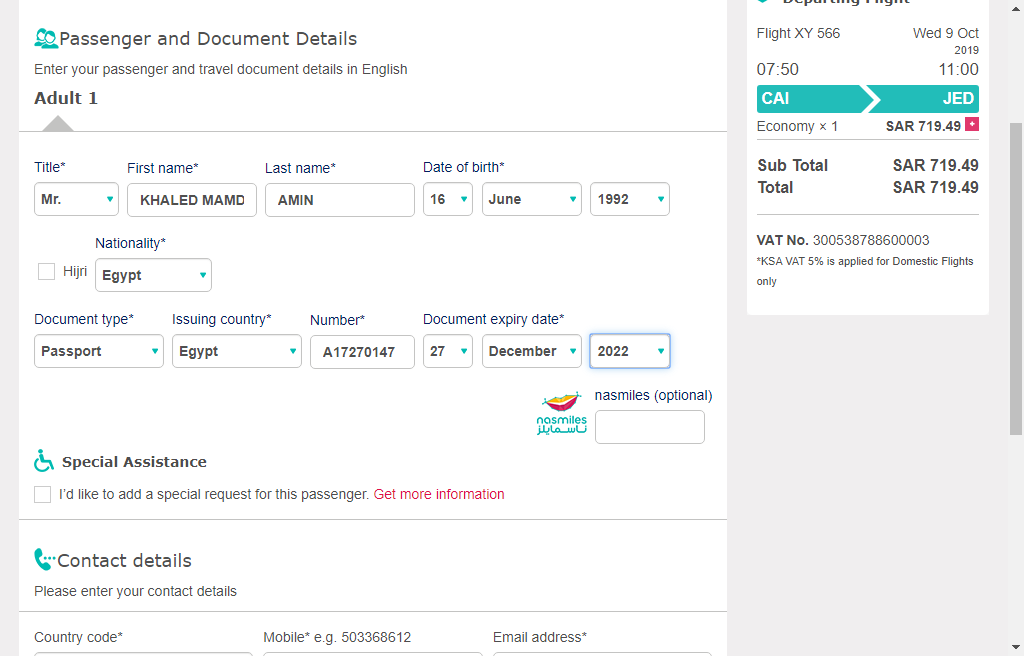 Passenger and Document Details
Enter your passenger and travel document details in English
Adult 1
Title* First name* Last name* Date of birth*
Mr. KHALED MAMD AMIN 16 June 1992
Nationality*
Hijri Egypt
Document type* Issuing country* Number* Document expiry date*
Passport Egypt A17270147 27 December 2022
nasmiles (optional)
nasmiles
ناسمايلز
Special Assistance
I'd like to add a special request for this passenger. Get more information
Contact details
Please enter your contact details
Country code* Mobile* e.g. 503368612 Email address*
Departing Flight
Flight XY 566 Wed 9 Oct
2019
07:50 11:00
CAI JED
Economy × 1 SAR 719.49 +
Sub Total SAR 719.49
Total SAR 719.49
VAT No. 300538788600003
*KSA VAT 5% is applied for Domestic Flights
only